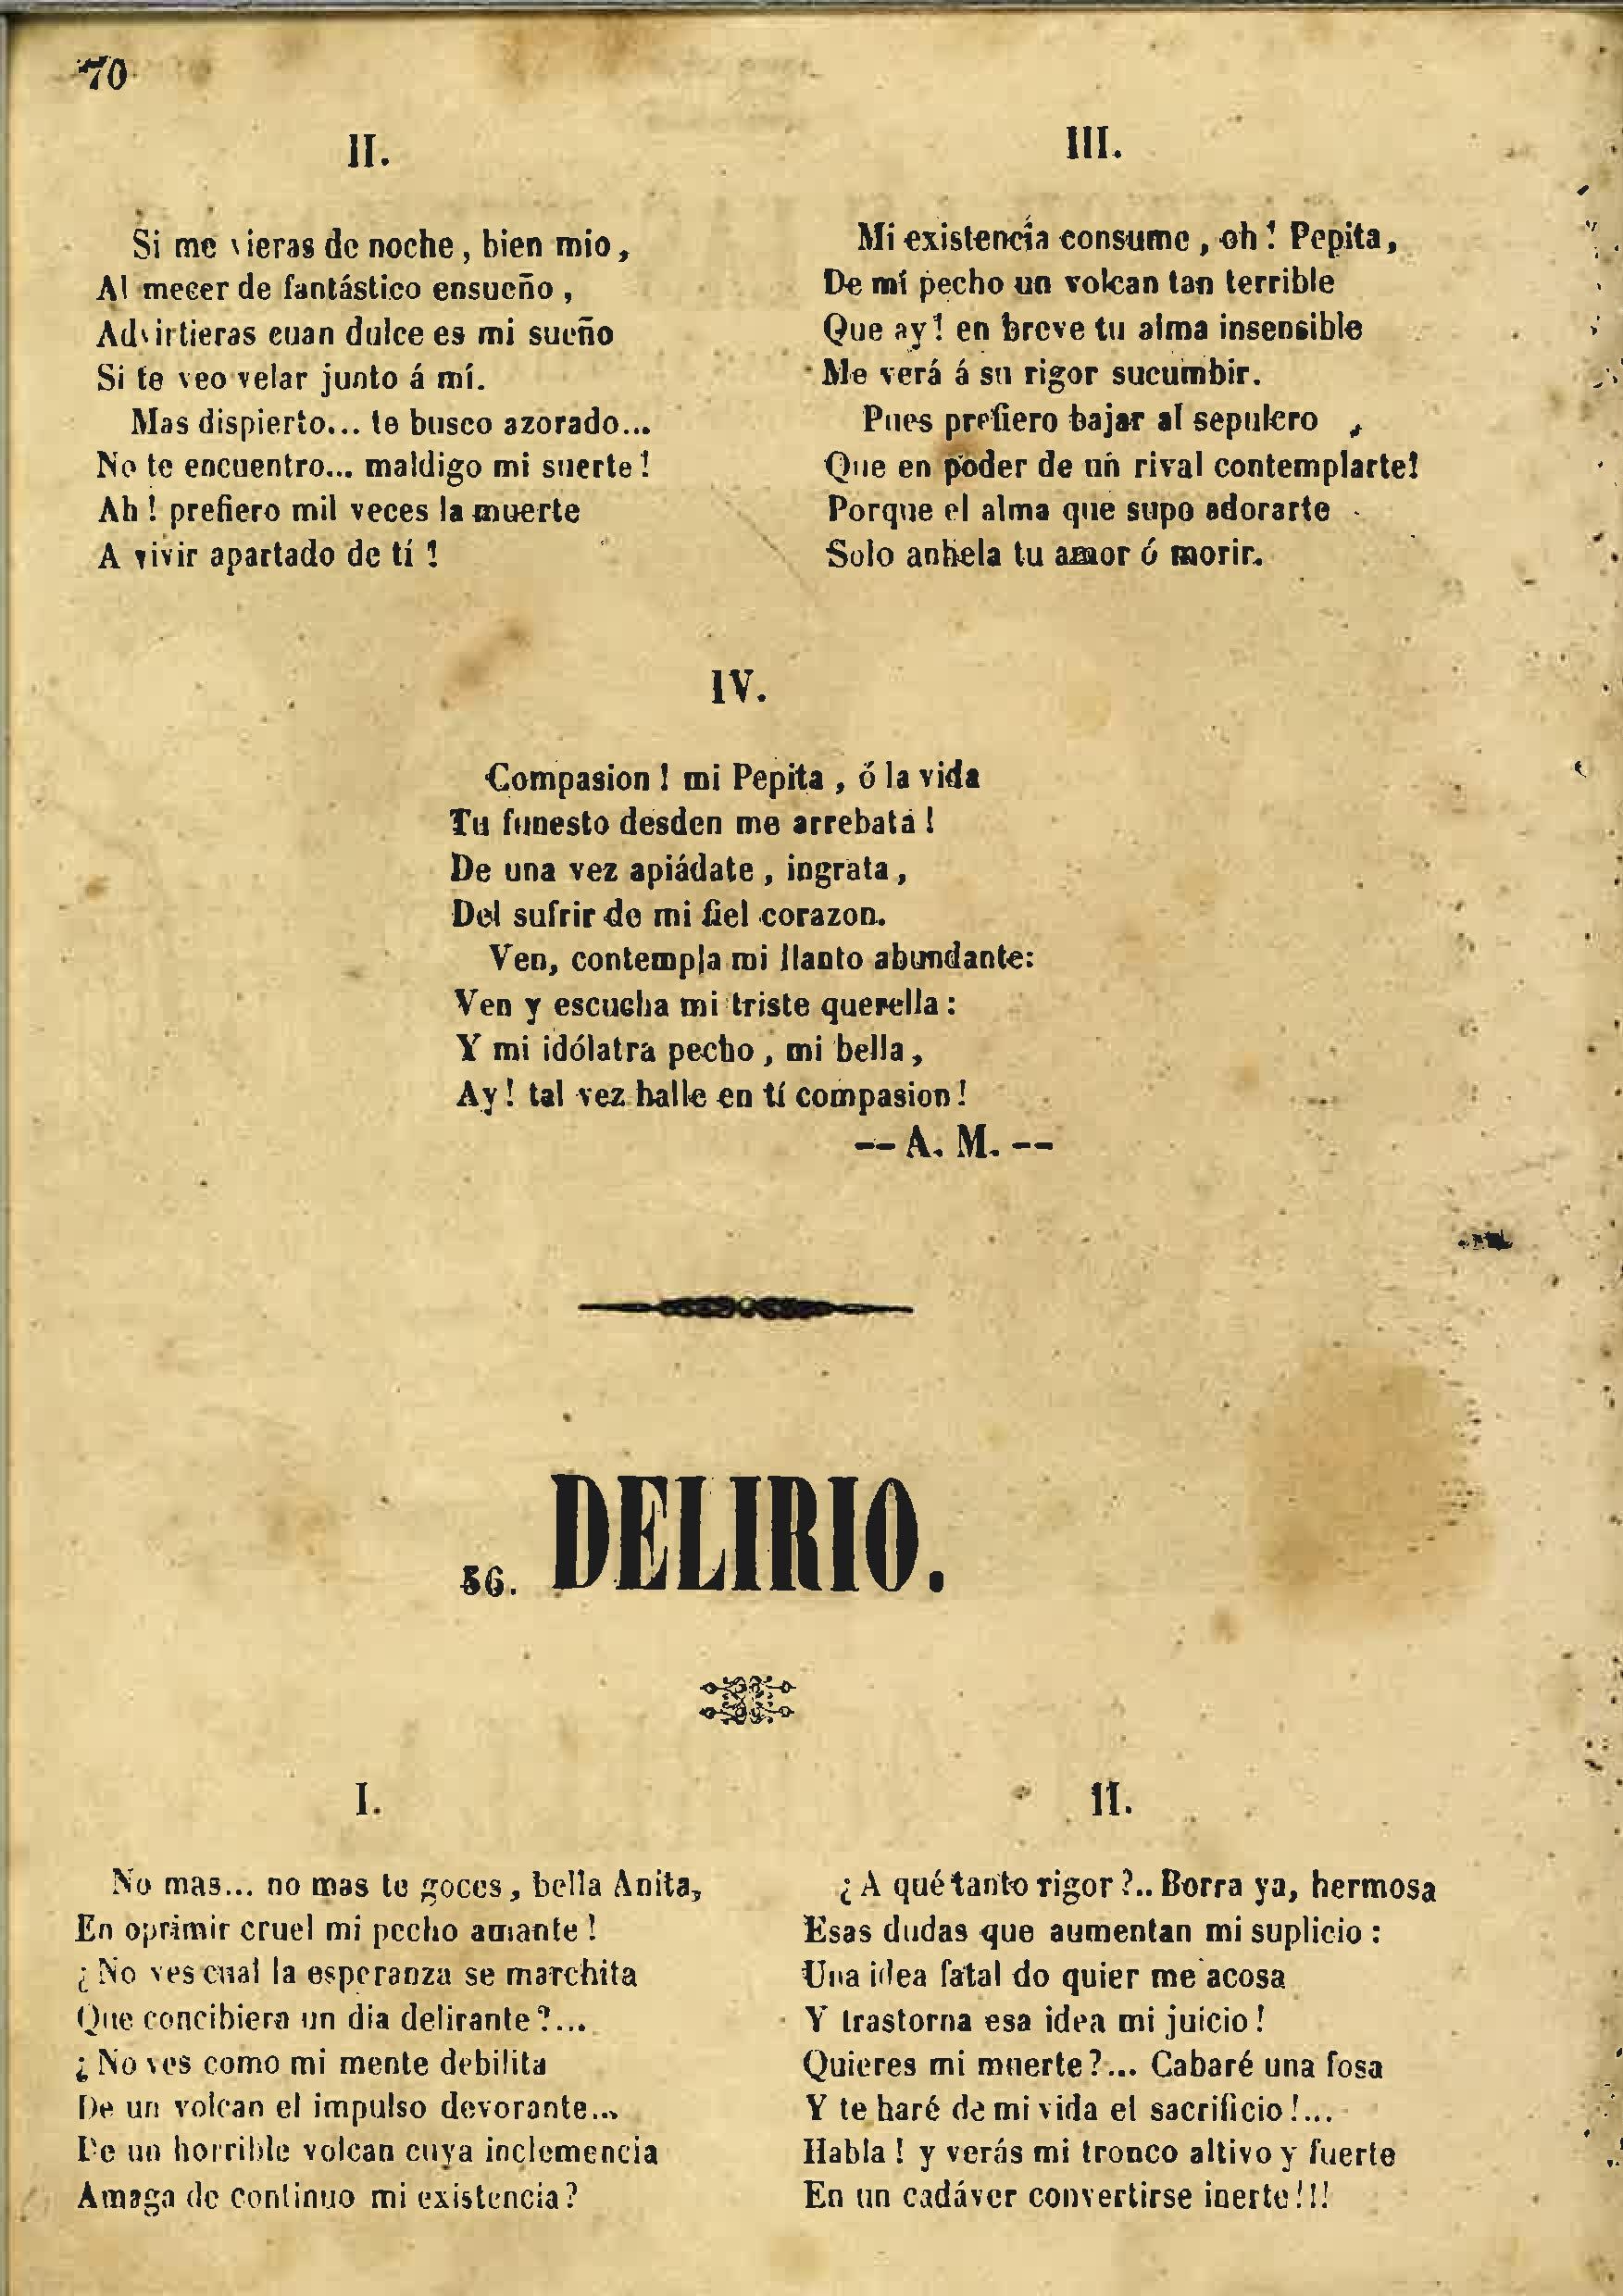 70
II.
Si me vieras de noche, bien mio,
Al mecer de fantástico ensueño,
Advirtieras cuan dulce es mi sueño
Si te veo velar junto á mí.
Mas dispierto... te busco azorado...
No te encuentro... maldigo mi suerte!
Ah! prefiero mil veces la muerte
A vivir apartado de tí!
III.
Mi existencia consume, oh! Pepita,
De mí pecho un volcan tan terrible
Que ay! en breve tu alma insensible
Me verá á su rigor sucumbir.
Pues prefiero bajar al sepulcro,
Que en poder de un rival contemplarte!
Porque el alma que supo adorarte
Solo anhela tu amor ó morir.
IV.
Compasion! mi Pepita, ó la vida
Tu funesto desden me arrebata!
De una vez apiádate, ingrata,
Del sufrir de mi fiel corazon.
Ven, contempla mi llanto abundante:
Ven y escucha mi triste querella:
Y mi idólatra pecho, mi bella,
Ay! tal vez halle en tí compasion!
-- A. M. --
56. DELIRIO.
I.
No mas... no mas te goces, bella Anita,
En oprimir cruel mi pecho amante!
¿No ves cual la esperanza se marchita
Que concibiera un dia delirante?...
¿No ves como mi mente debilita
De un volcan el impulso devorante...
De un horrible volcan cuya inclemencia
Amaga de continuo mi existencia?
II.
¿A qué tanto rigor?.. Borra ya, hermosa
Esas dudas que aumentan mi suplicio:
Una idea fatal do quier me acosa
Y trastorna esa idea mi juicio!
Quieres mi muerte?... Cabaré una fosa
Y te haré de mi vida el sacrificio!...
Habla! y verás mi tronco altivo y fuerte
En un cadáver convertirse inerte!!!